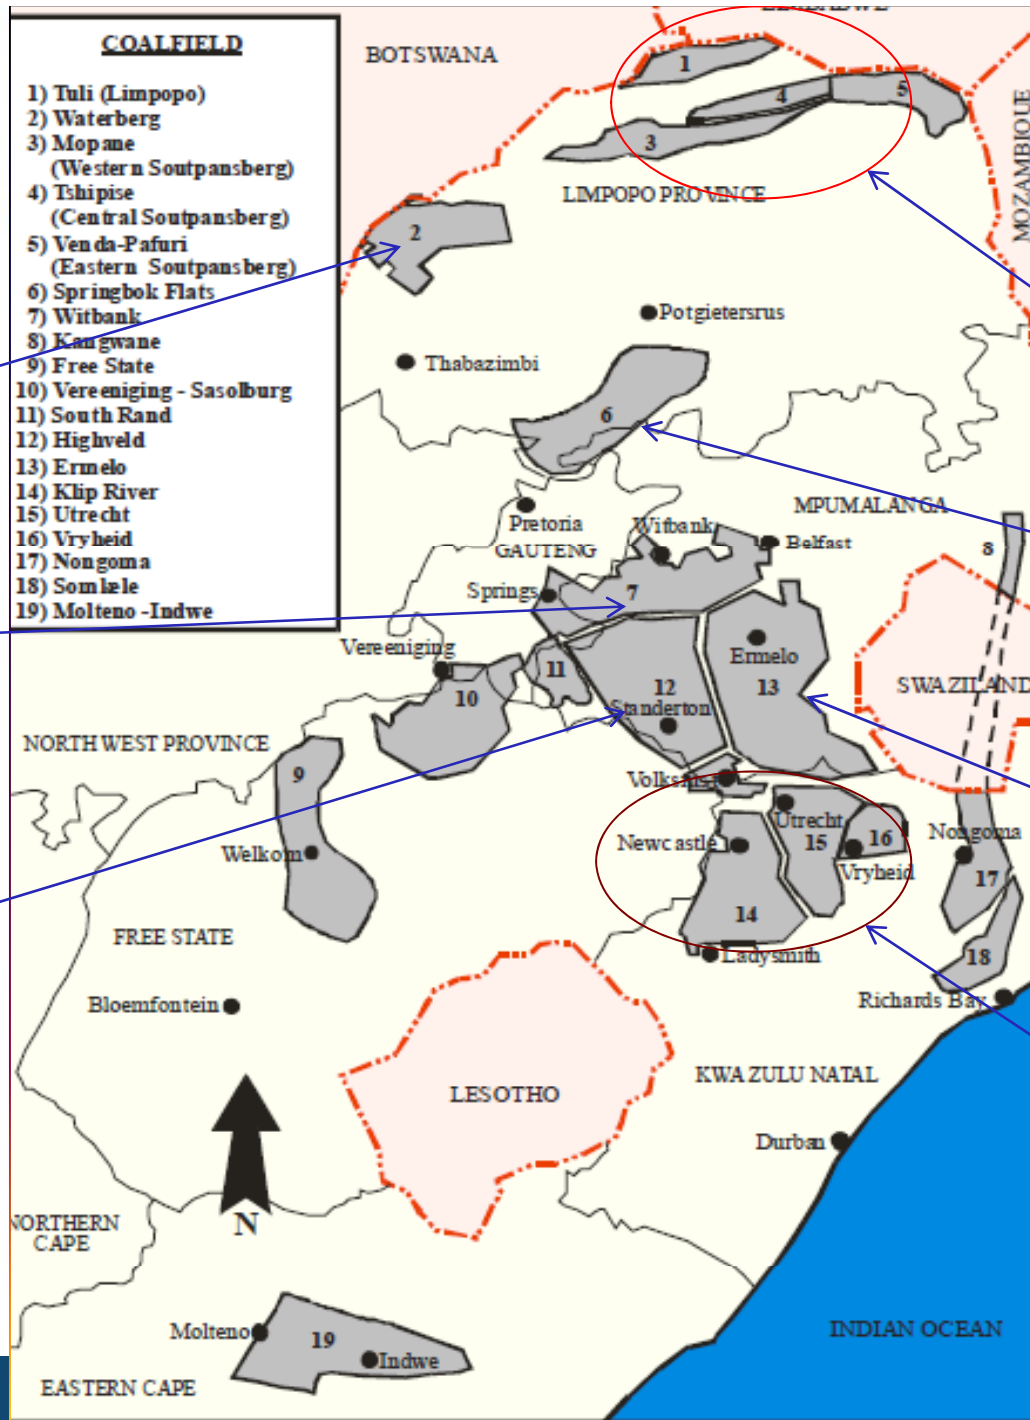 COALFIELD
1) Tuli (Limpopo)
2) Waterberg
3) Mopane
(Western Soutpansberg)
4) Tshipise
(Central Soutpansberg)
5) Venda-Pafuri
(Eastern Soutpansberg)
6) Springbok Flats
7) Witbank
8) Kangwane
9) Free State
10) Vereeniging - Sasolburg
11) South Rand
12) Highveld
13) Ermelo
14) Klip River
15) Utrecht
16) Vryheid
17) Nongoma
18) Somkele
19) Molteno -Indwe
BOTSWANA
MOZAMBIQUE
1
4
5
3
LIMPOPO PROVINCE
2
Potgietersrus
Thabazimbi
6
MPUMALANGA
Pretoria
GAUTENG
Witbank
Belfast
8
Springs
7
Vereeniging
11
Ermelo
10
12
13
Standerton
SWAZILAND
NORTH WEST PROVINCE
9
Utrecht
Newcastle
15
16
Nongoma
Welkom
Vryheid
17
14
FREE STATE
Ladysmith
18
Bloemfontein
Richards Bay
LESOTHO
KWAZULU NATAL
Durban
N
NORTHERN
CAPE
Molteno
19
Indwe
INDIAN OCEAN
EASTERN CAPE